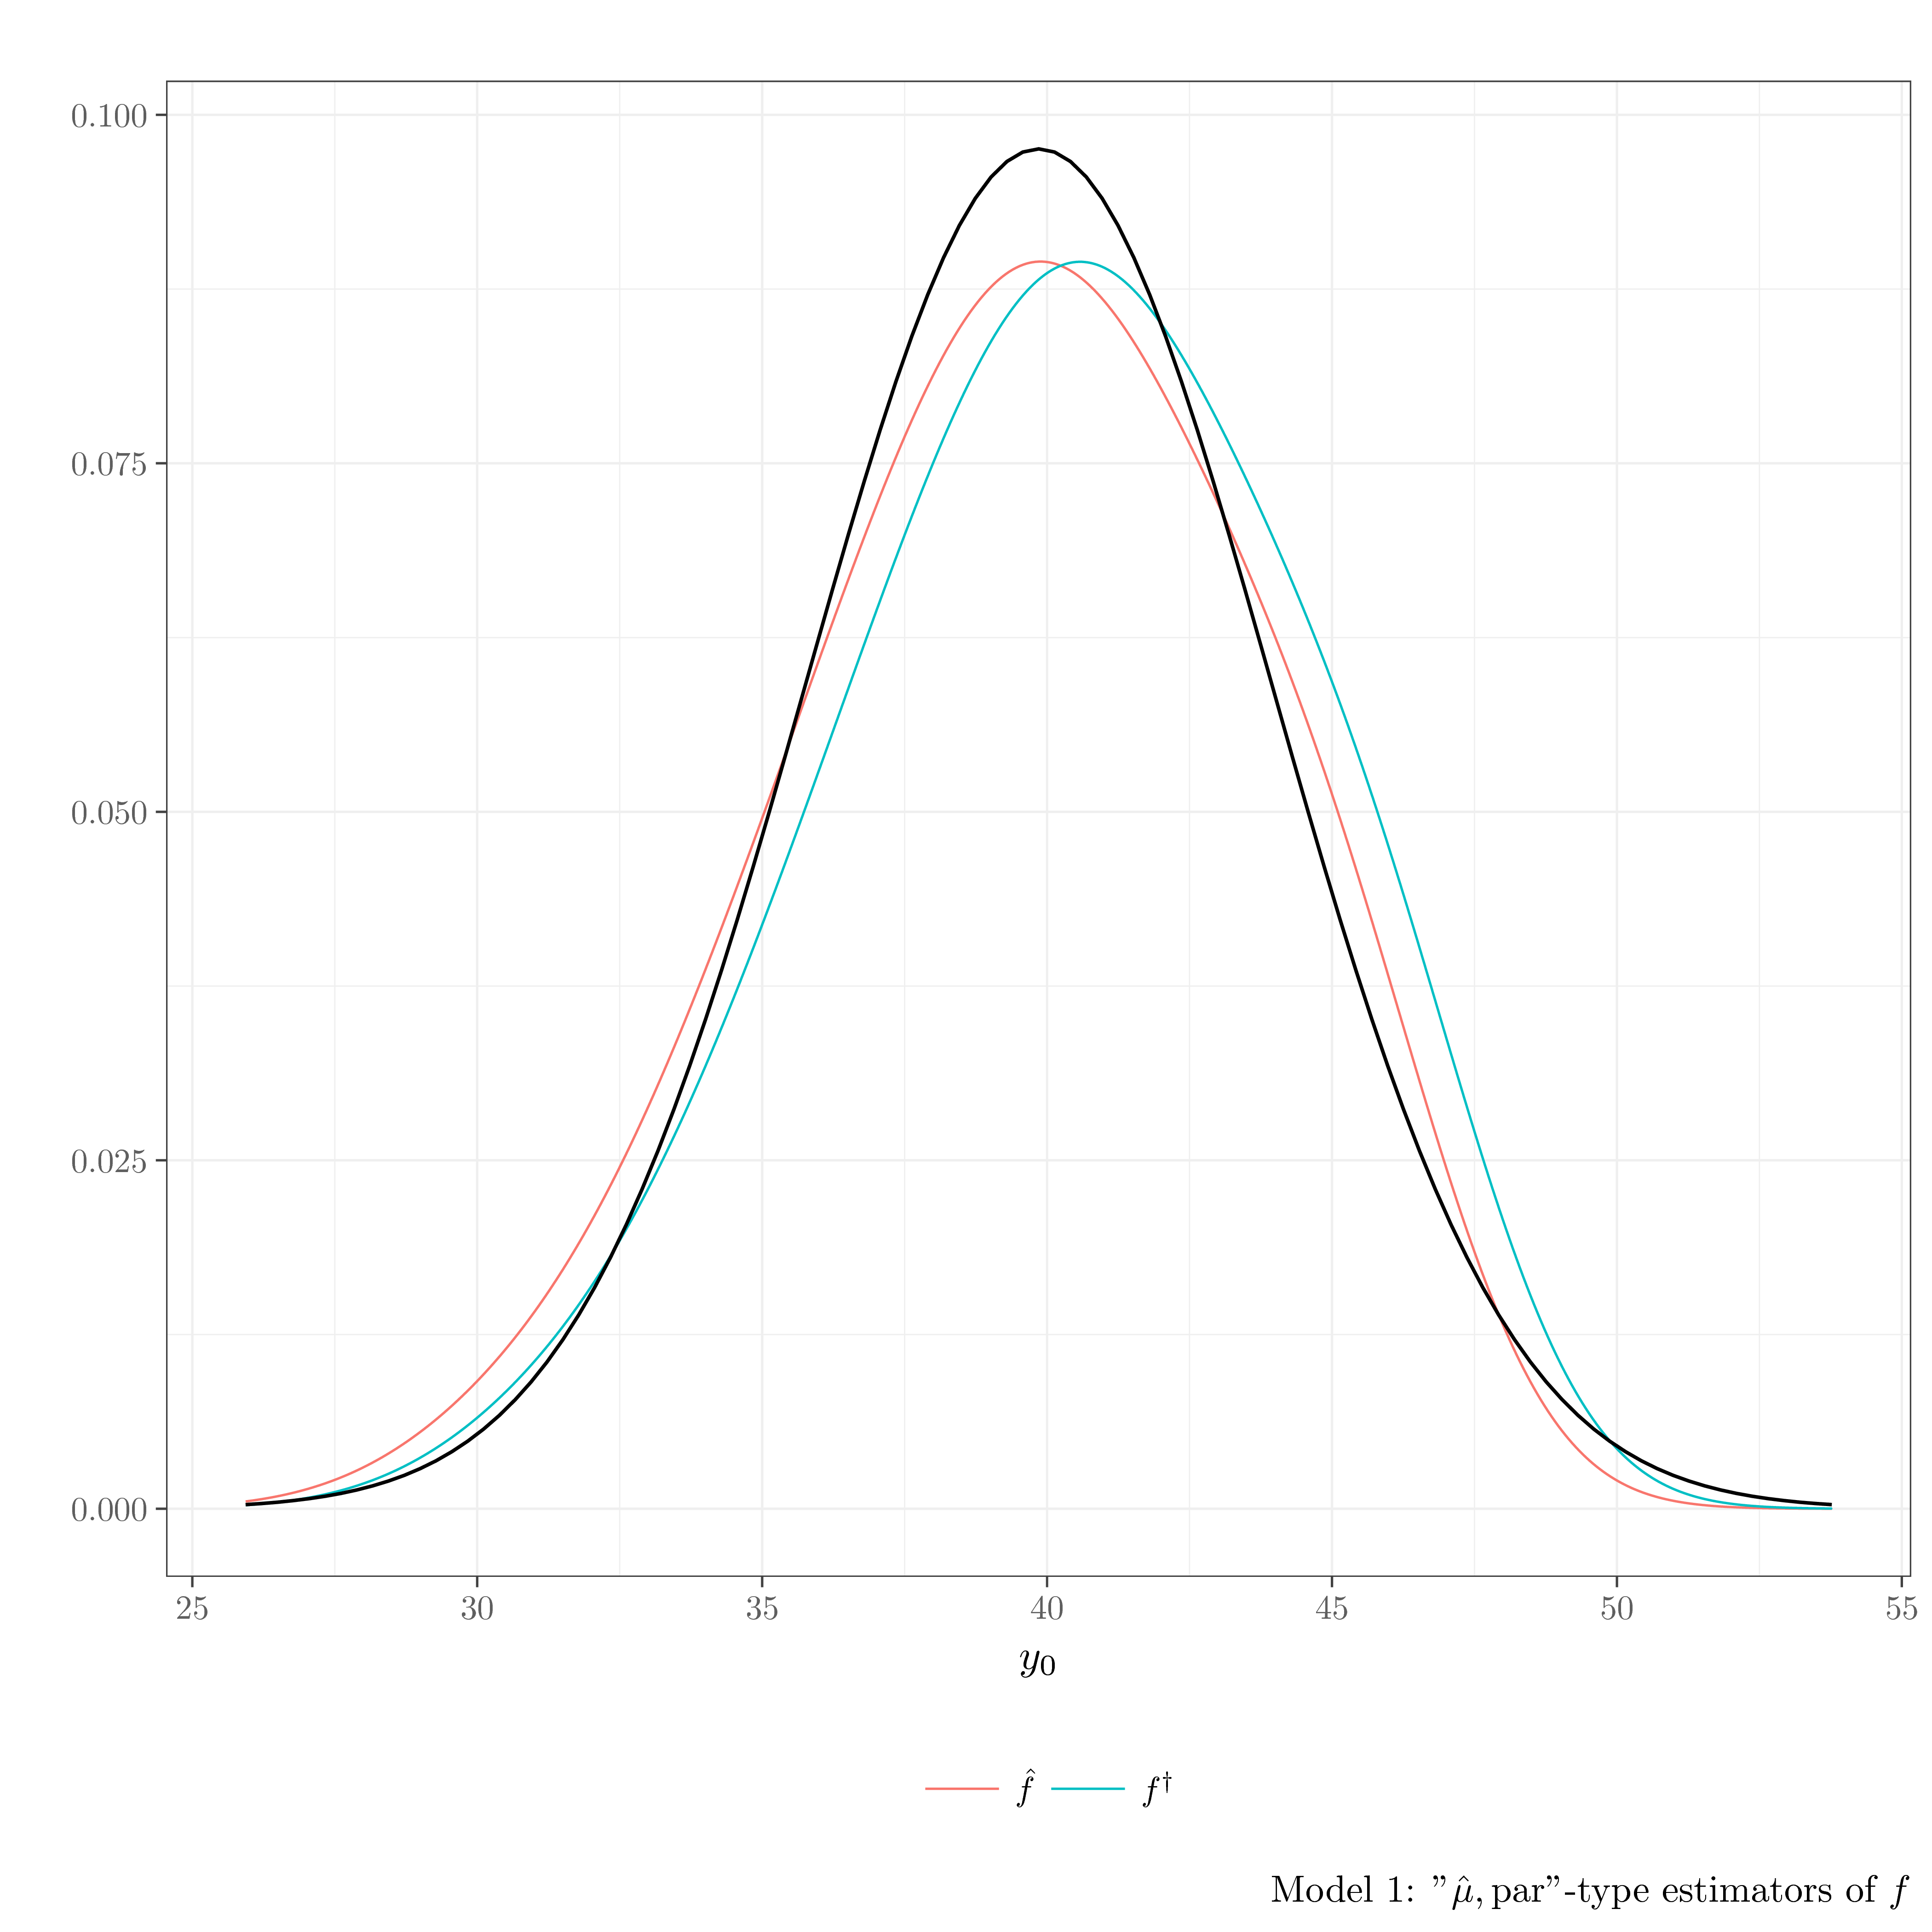 0.100
0.075
0.050
0.025
0.000
25 30 35 40 45 50 55
y₀
f̂ f†
Model 1: ”μ̂, par”-type estimators of f